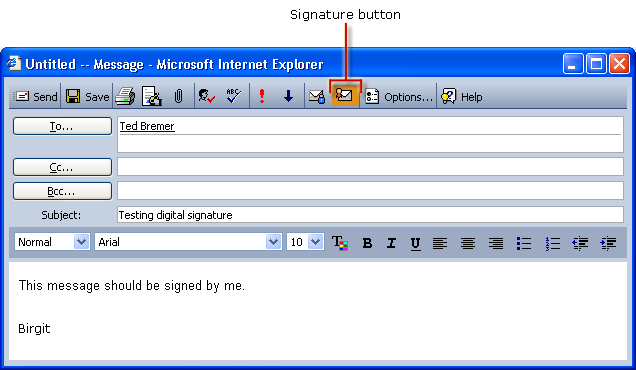 Signature button
Untitled -- Message - Microsoft Internet Explorer
Send Save ABC Options... Help
To... Ted Bremer
Cc...
Bcc...
Subject: Testing digital signature
Normal Arial 10 T B I U
This message should be signed by me.
Birgit